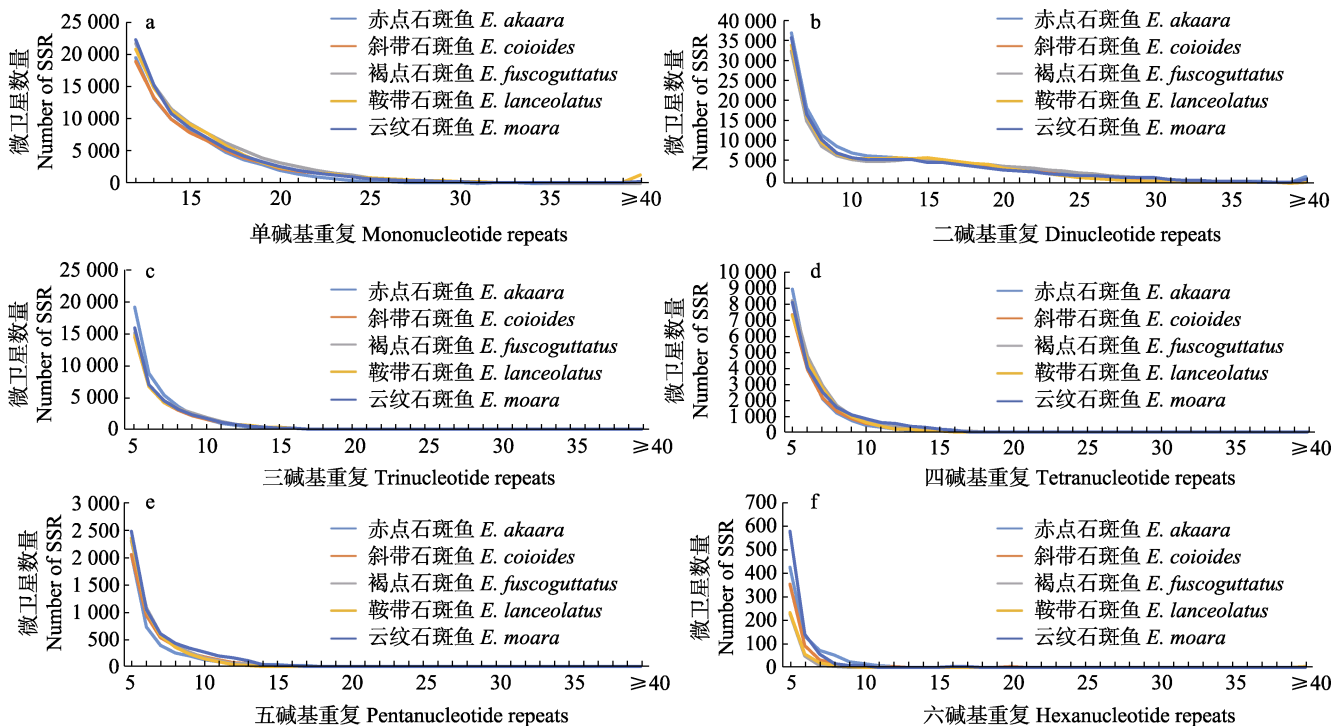 a
25 000
20 000
15 000
10 000
5 000
0
微卫星数量
Number of SSR
赤点石斑鱼 E. akaara
斜带石斑鱼 E. coioides
褐点石斑鱼 E. fuscoguttatus
鞍带石斑鱼 E. lanceolatus
云纹石斑鱼 E. moara
15 20 25 30 35 ≥40
单碱基重复 Mononucleotide repeats
b
40 000
35 000
30 000
25 000
20 000
15 000
10 000
5 000
0
微卫星数量
Number of SSR
赤点石斑鱼 E. akaara
斜带石斑鱼 E. coioides
褐点石斑鱼 E. fuscoguttatus
鞍带石斑鱼 E. lanceolatus
云纹石斑鱼 E. moara
10 15 20 25 30 35 ≥40
二碱基重复 Dinucleotide repeats
c
25 000
20 000
15 000
10 000
5 000
0
微卫星数量
Number of SSR
赤点石斑鱼 E. akaara
斜带石斑鱼 E. coioides
褐点石斑鱼 E. fuscoguttatus
鞍带石斑鱼 E. lanceolatus
云纹石斑鱼 E. moara
5 10 15 20 25 30 35 ≥40
三碱基重复 Trinucleotide repeats
d
10 000
9 000
8 000
7 000
6 000
5 000
4 000
3 000
2 000
1 000
0
微卫星数量
Number of SSR
赤点石斑鱼 E. akaara
斜带石斑鱼 E. coioides
褐点石斑鱼 E. fuscoguttatus
鞍带石斑鱼 E. lanceolatus
云纹石斑鱼 E. moara
5 10 15 20 25 30 35 ≥40
四碱基重复 Tetranucleotide repeats
e
3 000
2 500
2 000
1 500
1 000
500
0
微卫星数量
Number of SSR
赤点石斑鱼 E. akaara
斜带石斑鱼 E. coioides
褐点石斑鱼 E. fuscoguttatus
鞍带石斑鱼 E. lanceolatus
云纹石斑鱼 E. moara
5 10 15 20 25 30 35 ≥40
五碱基重复 Pentanucleotide repeats
f
700
600
500
400
300
200
100
0
微卫星数量
Number of SSR
赤点石斑鱼 E. akaara
斜带石斑鱼 E. coioides
褐点石斑鱼 E. fuscoguttatus
鞍带石斑鱼 E. lanceolatus
云纹石斑鱼 E. moara
5 10 15 20 25 30 35 ≥40
六碱基重复 Hexanucleotide repeats